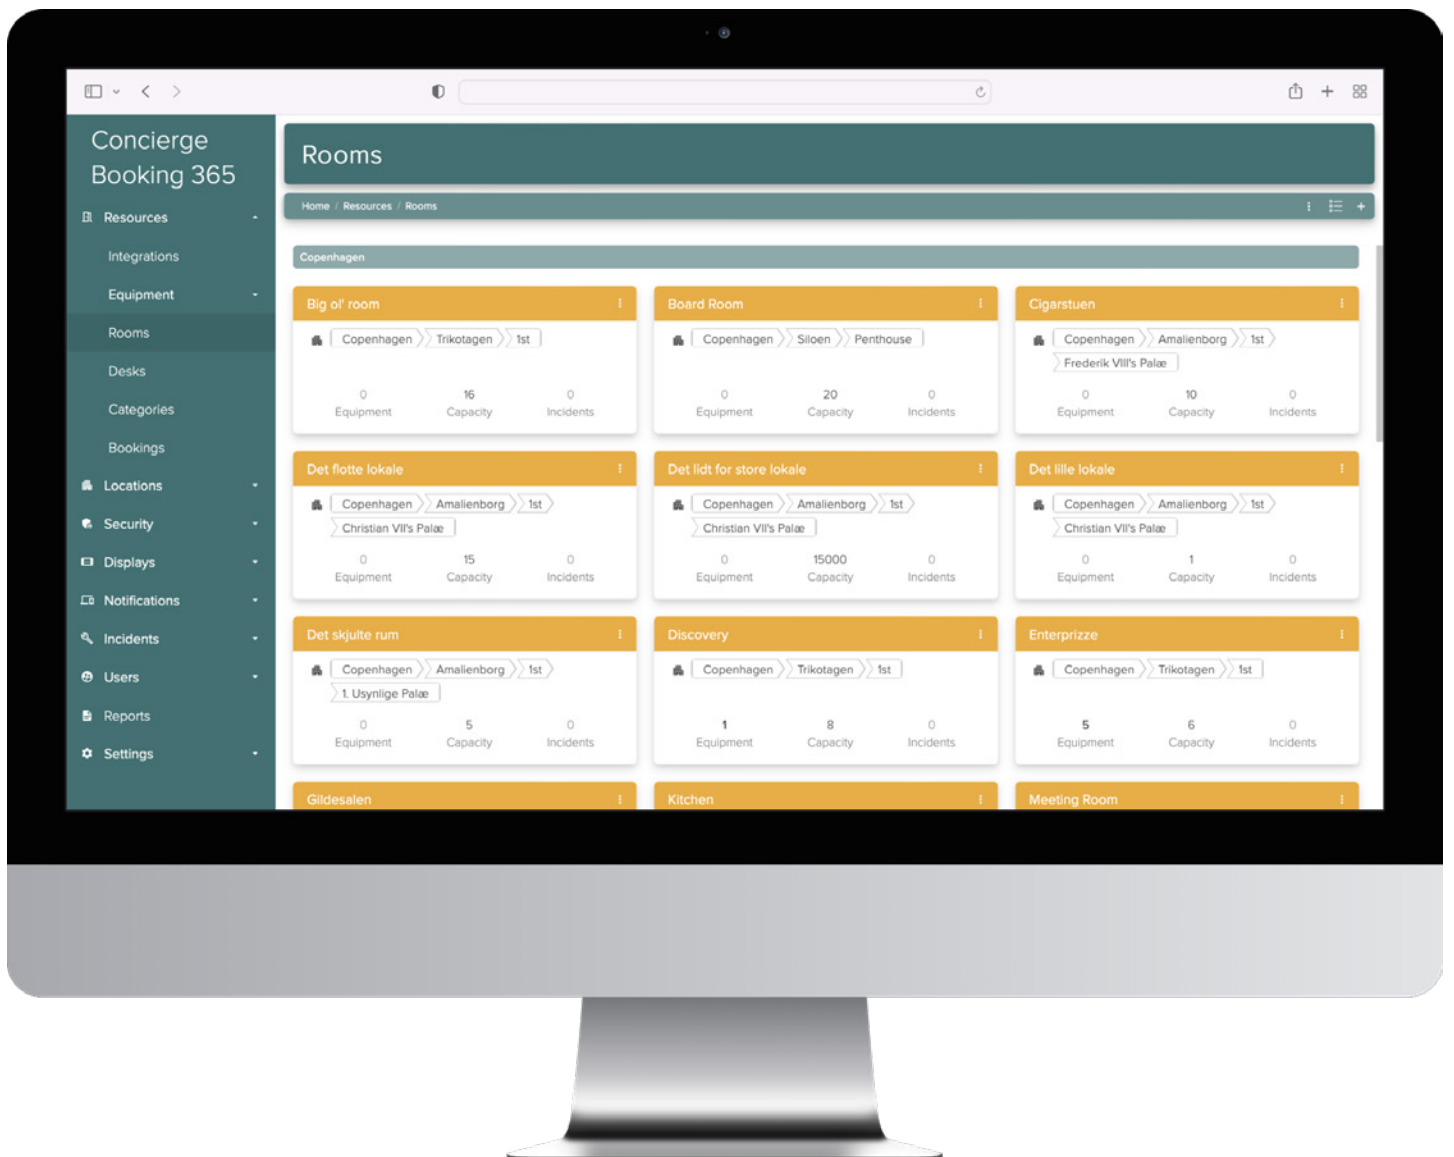 Concierge
Booking 365
Resources
Integrations
Equipment
Rooms
Desks
Categories
Bookings
Locations
Security
Displays
Notifications
Incidents
Users
Reports
Settings
Rooms
Home / Resources / Rooms
Copenhagen
Big ol' room
Copenhagen Trikotagen 1st
0 16 0
Equipment Capacity Incidents
Board Room
Copenhagen Siloen Penthouse
0 20 0
Equipment Capacity Incidents
Cigarstuen
Copenhagen Amalienborg 1st
Frederik VIII's Palæ
0 10 0
Equipment Capacity Incidents
Det flotte lokale
Copenhagen Amalienborg 1st
Christian VII's Palæ
0 15 0
Equipment Capacity Incidents
Det lidt for store lokale
Copenhagen Amalienborg 1st
Christian VII's Palæ
0 15000 0
Equipment Capacity Incidents
Det lille lokale
Copenhagen Amalienborg 1st
Christian VII's Palæ
0 1 0
Equipment Capacity Incidents
Det skjulte rum
Copenhagen Amalienborg 1st
1. Usynlige Palæ
0 5 0
Equipment Capacity Incidents
Discovery
Copenhagen Trikotagen 1st
1 8 0
Equipment Capacity Incidents
Enterprizze
Copenhagen Trikotagen 1st
5 6 0
Equipment Capacity Incidents
Gildesalen
Kitchen
Meeting Room